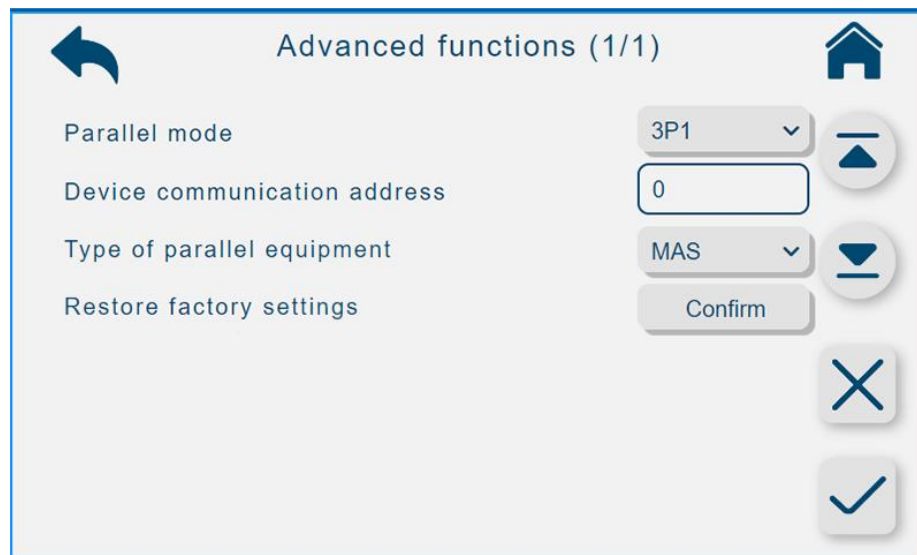 Advanced functions (1/1)
Parallel mode 3P1
Device communication address 0
Type of parallel equipment MAS
Restore factory settings Confirm